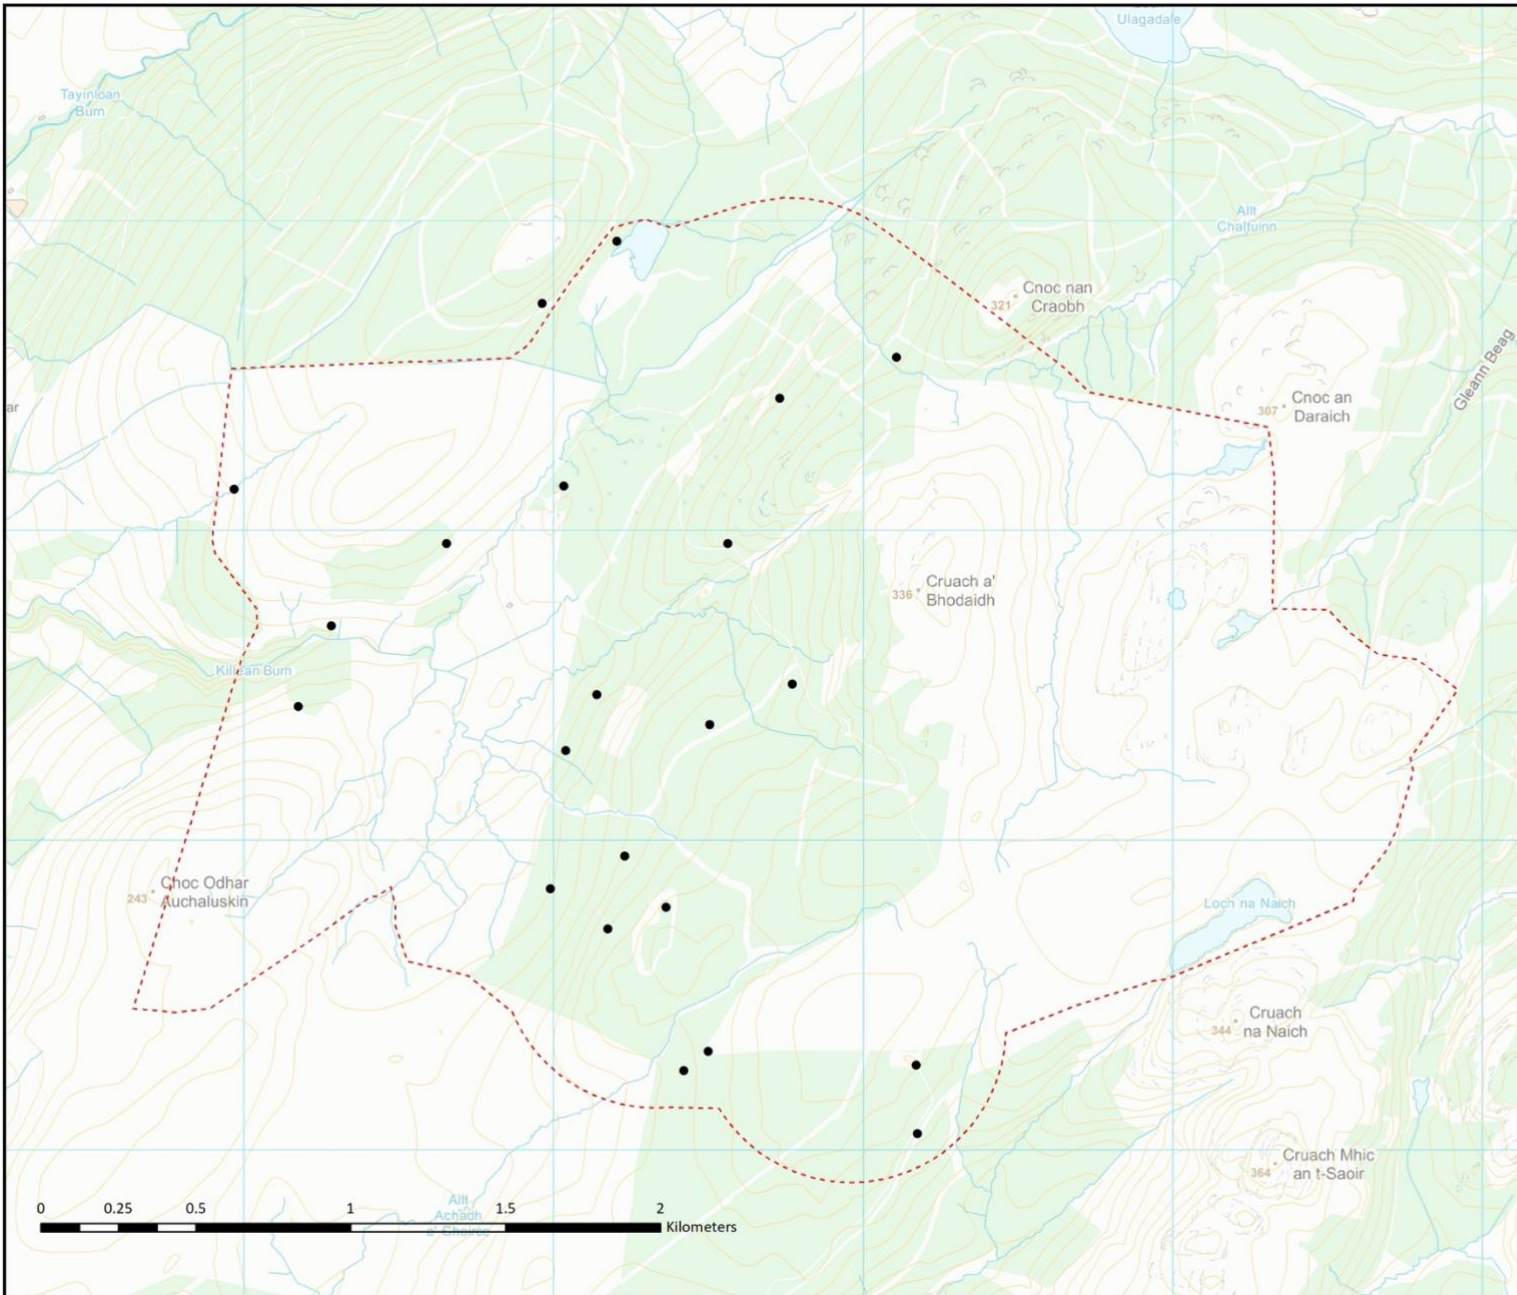 Ulagadale
Tayinloan
Burn
Allt
Chaltuinn
Cnoc nan
Craobh
321
Gleann Beag
Cnoc an
Daraich
307
ar
Cruach a'
Bhodaidh
336
Killean Burn
Cnoc Odhar
Auchaluskin
243
Loch na Naich
Cruach
na Naich
344
Cruach Mhic
an t-Saoir
364
Allt
Achadh
0 0.25 0.5 1 1.5 2
Kilometers